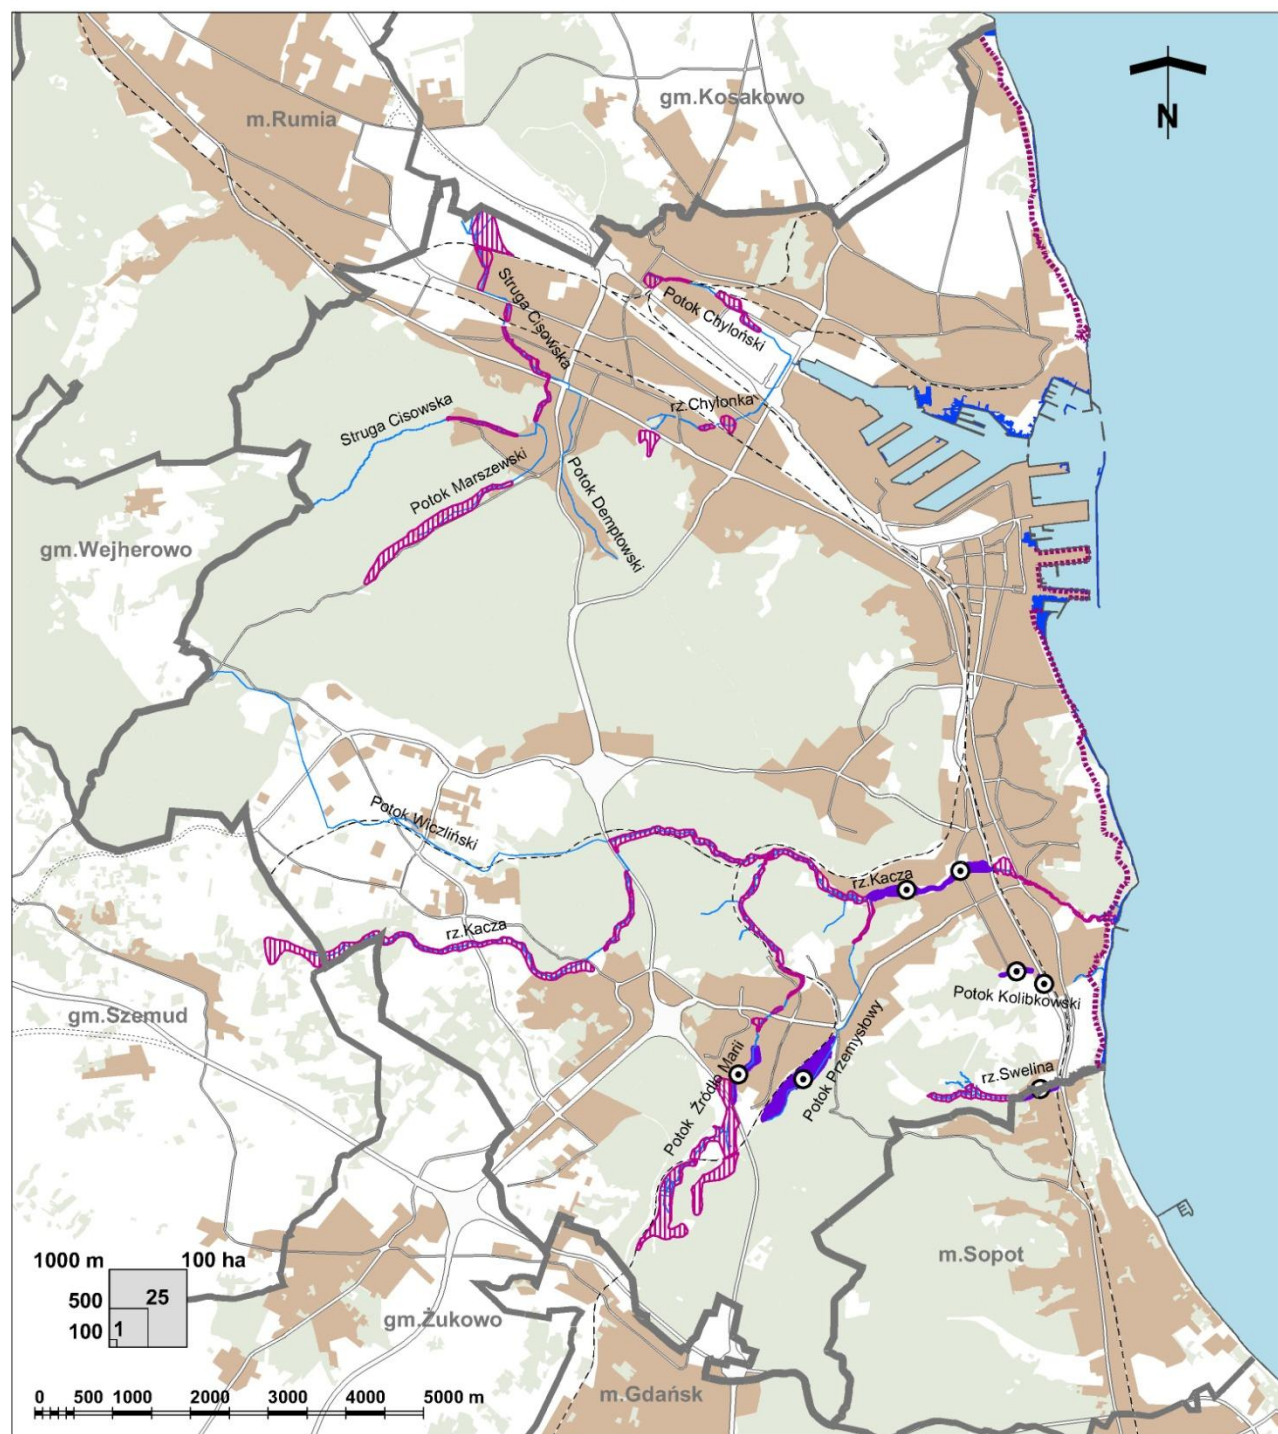 gm.Kosakowo
m.Rumia
N
Struga Cisowska
Potok Chyloński
rz.Chylonka
Struga Cisowska
Potok Marszewski
Potok Demptowski
gm.Wejherowo
Potok Wiczliński
rz.Kacza
rz.Kacza
Potok Kolibkowski
gm.Szemud
Potok Źródło Marii
Potok Przemysłowy
rz.Swelina
m.Sopot
1000 m 100 ha
500 25
100 1
gm.Żukowo
m.Gdańsk
0 500 1000 2000 3000 4000 5000 m